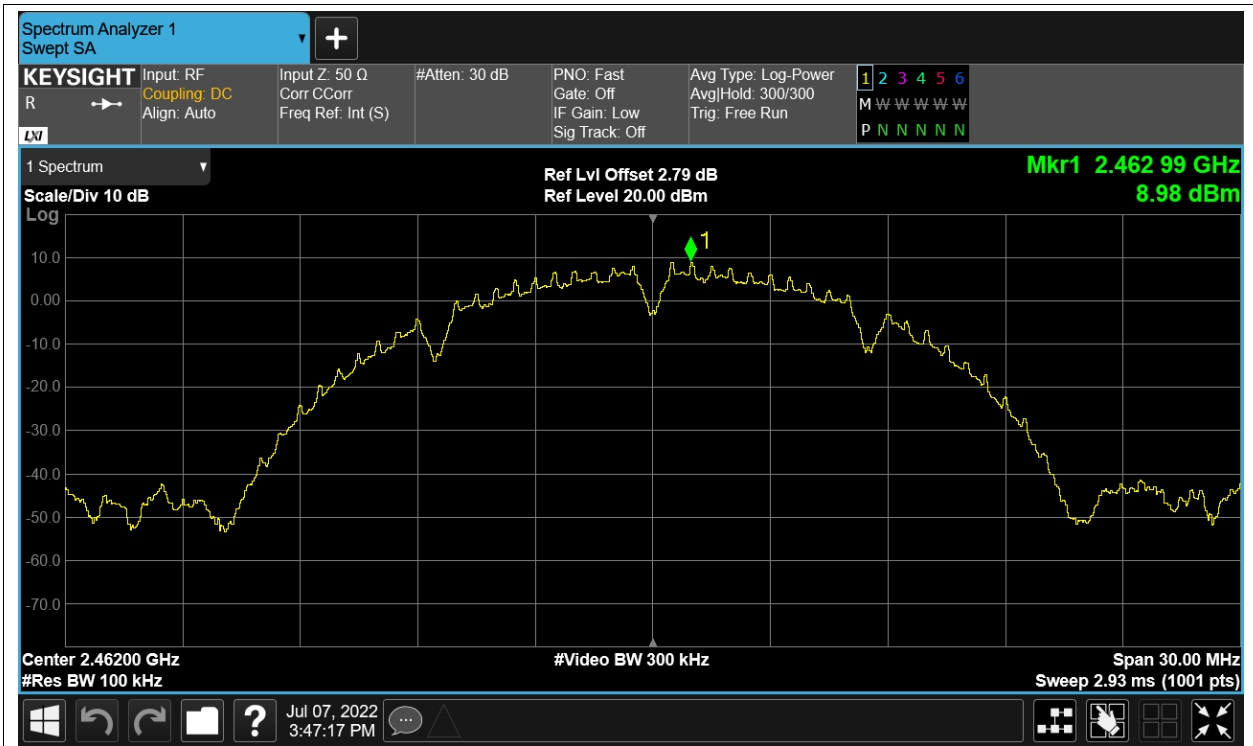 Spectrum Analyzer 1
Swept SA
+
KEYSIGHT
R
LXI
Input: RF
Coupling: DC
Align: Auto
Input Z: 50 Ω
Corr CCorr
Freq Ref: Int (S)
#Atten: 30 dB
PNO: Fast
Gate: Off
IF Gain: Low
Sig Track: Off
Avg Type: Log-Power
Avg|Hold: 300/300
Trig: Free Run
1 2 3 4 5 6
M W W W W W
P N N N N N
1 Spectrum
Scale/Div 10 dB
Log
Ref Lvl Offset 2.79 dB
Ref Level 20.00 dBm
Mkr1 2.462 99 GHz
8.98 dBm
1
10.0
0.00
-10.0
-20.0
-30.0
-40.0
-50.0
-60.0
-70.0
Center 2.46200 GHz
#Res BW 100 kHz
#Video BW 300 kHz
Span 30.00 MHz
Sweep 2.93 ms (1001 pts)
?
Jul 07, 2022
3:47:17 PM